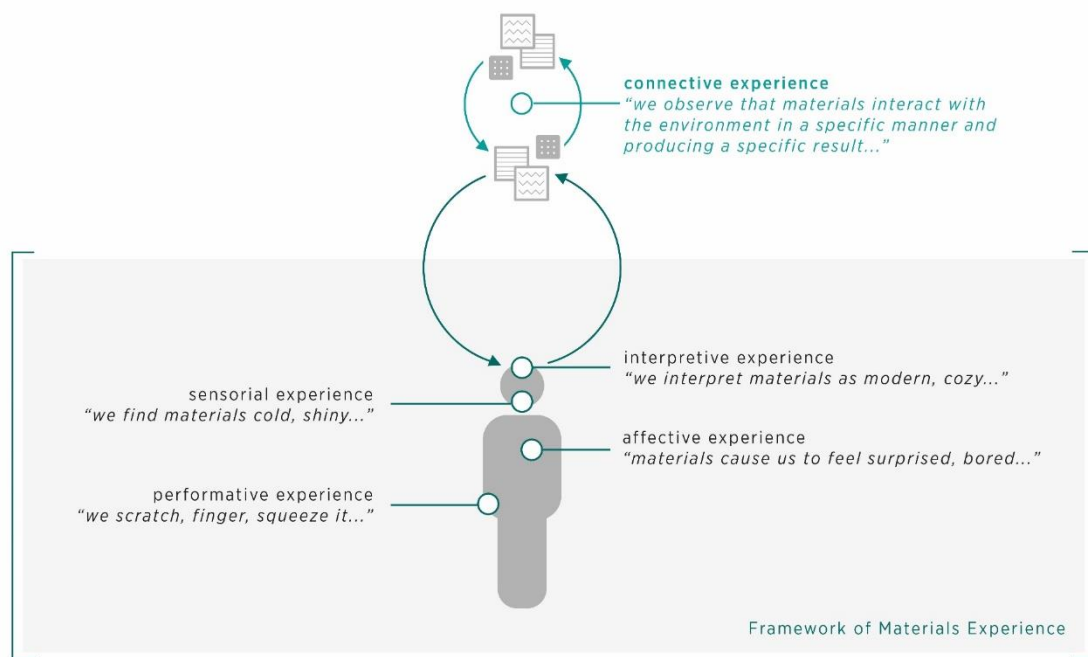 connective experience
“we observe that materials interact with
the environment in a specific manner and
producing a specific result...”
interpretive experience
“we interpret materials as modern, cozy...”
sensorial experience
“we find materials cold, shiny...”
affective experience
“materials cause us to feel surprised, bored...”
performative experience
“we scratch, finger, squeeze it...”
Framework of Materials Experience